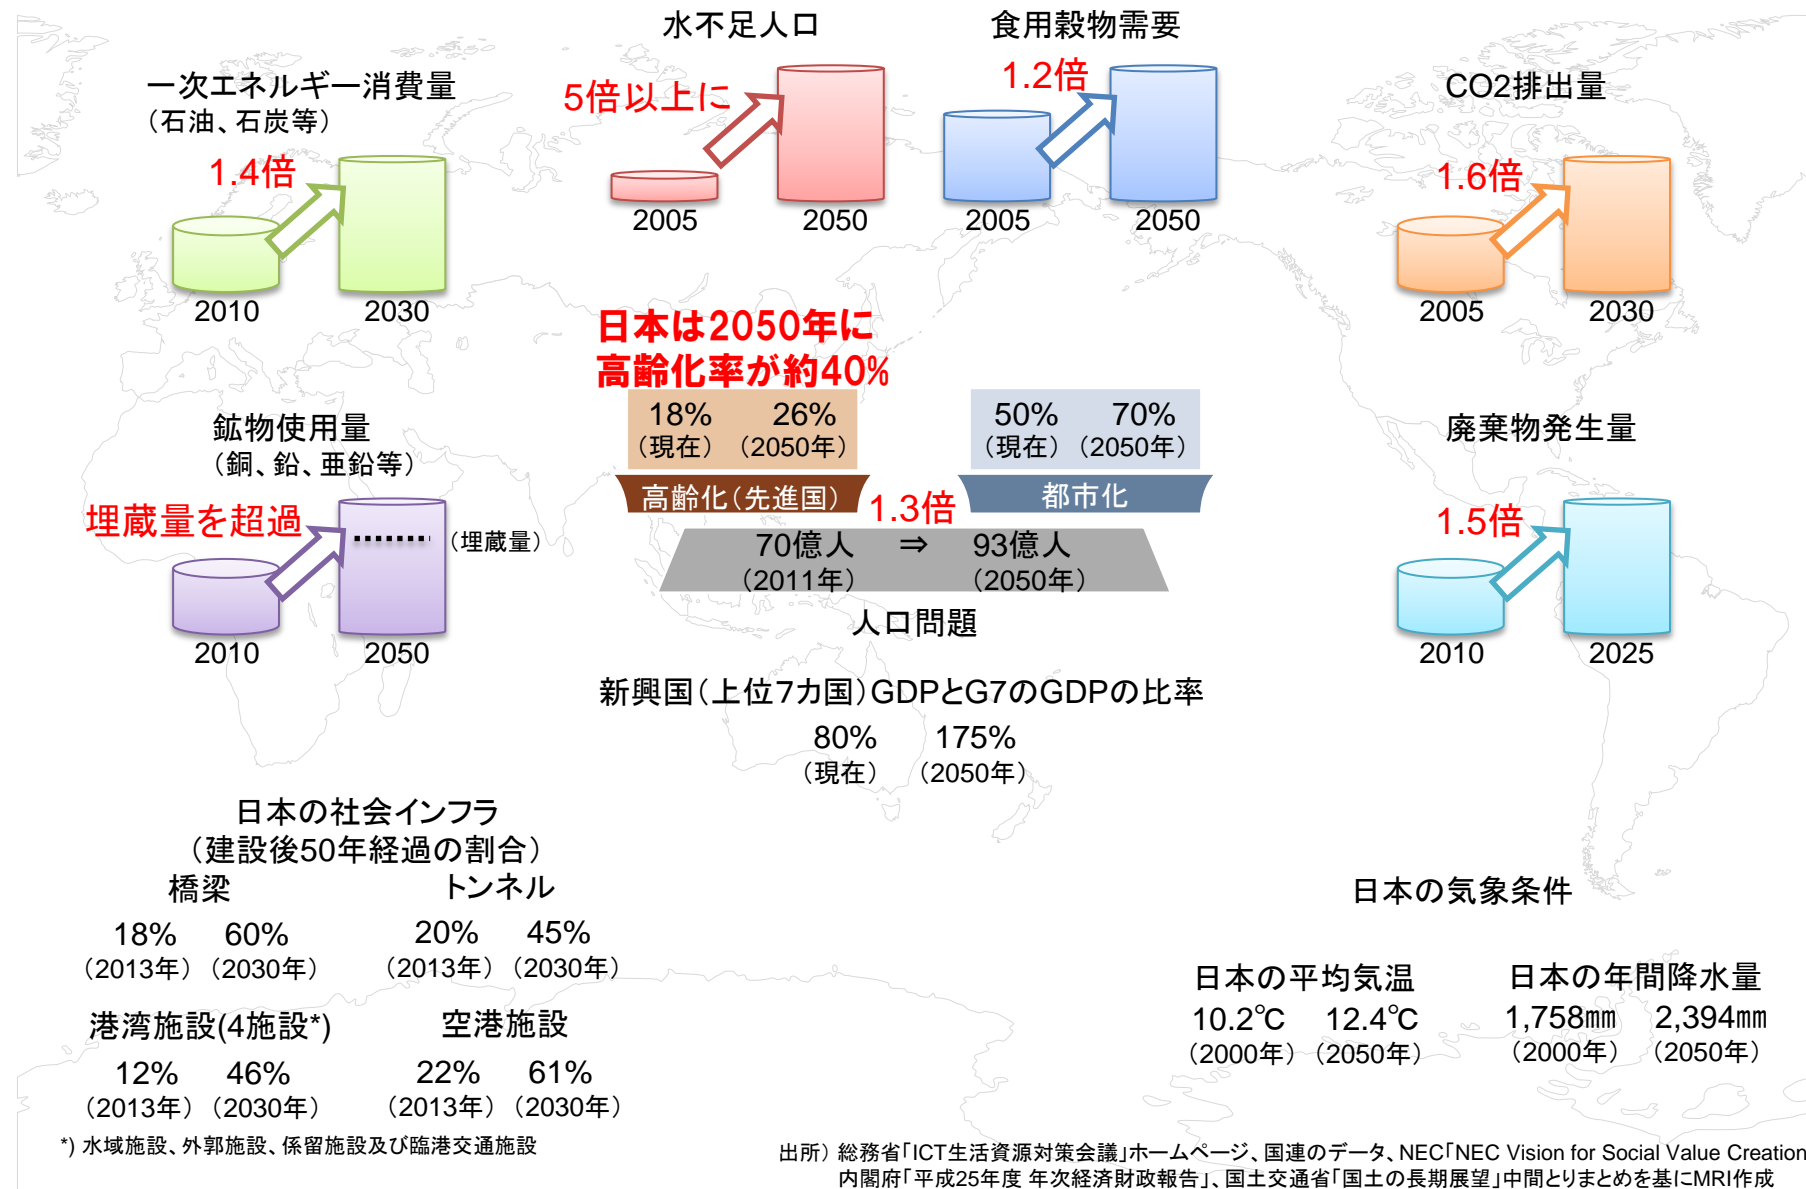 水不足人口
5倍以上に
2005
2050
食用穀物需要
1.2倍
2005
2050
一次エネルギー消費量
（石油、石炭等）
1.4倍
2010
2030
CO2排出量
1.6倍
2005
2030
日本は2050年に
高齢化率が約40%
18% 26%
（現在） （2050年）
高齢化（先進国）
50% 70%
（現在） （2050年）
都市化
1.3倍
70億人 ⇒ 93億人
（2011年） （2050年）
人口問題
鉱物使用量
（銅、鉛、亜鉛等）
埋蔵量を超過
（埋蔵量）
2010
2050
廃棄物発生量
1.5倍
2010
2025
新興国（上位7カ国）GDPとG7のGDPの比率
80% 175%
（現在） （2050年）
日本の社会インフラ
（建設後50年経過の割合）
橋梁
18% 60%
（2013年） （2030年）
トンネル
20% 45%
（2013年） （2030年）
港湾施設(4施設*)
12% 46%
（2013年） （2030年）
空港施設
22% 61%
（2013年） （2030年）
*) 水域施設、外郭施設、係留施設及び臨港交通施設
日本の気象条件
日本の平均気温
10.2℃ 12.4℃
（2000年） （2050年）
日本の年間降水量
1,758㎜ 2,394㎜
（2000年） （2050年）
出所） 総務省「ICT生活資源対策会議」ホームページ、国連のデータ、NEC「NEC Vision for Social Value Creation
内閣府「平成25年度 年次経済財政報告」、国土交通省「国土の長期展望」中間とりまとめを基にMRI作成